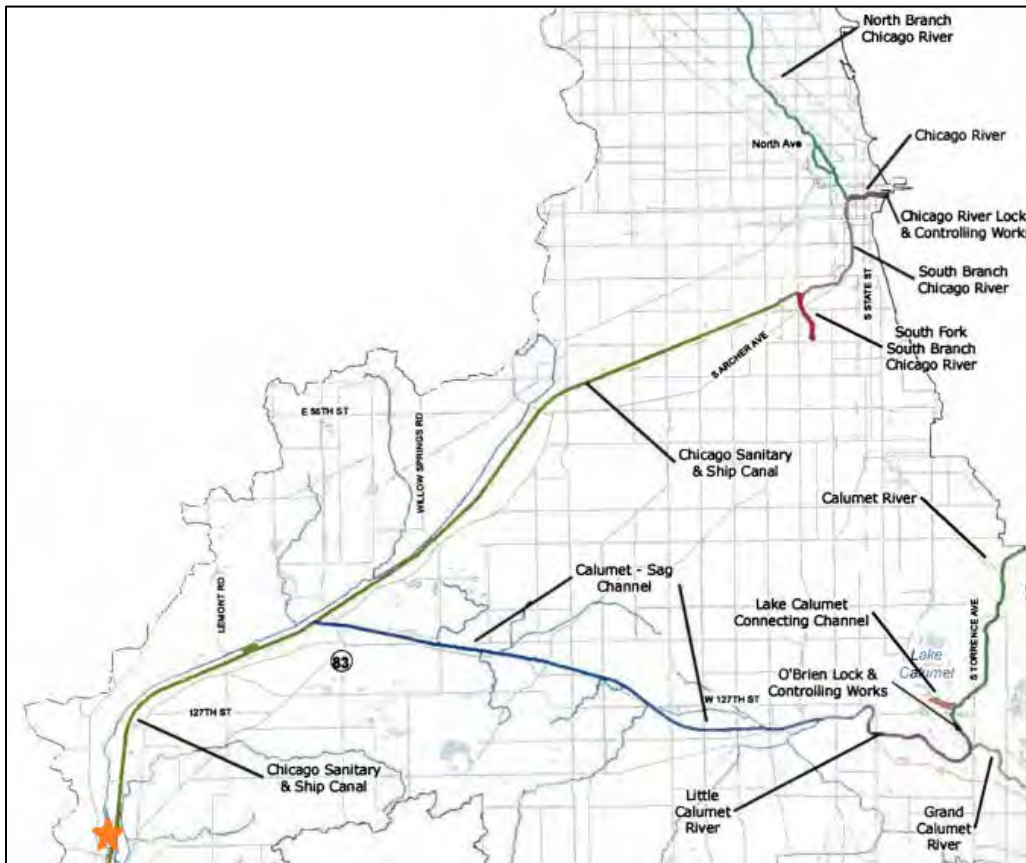 North Branch
Chicago River
North Ave
Chicago River
Chicago River Lock
& Controlling Works
South Branch
Chicago River
S STATE ST
South Fork
South Branch
Chicago River
S ARCHER AVE
E 55TH ST
WILLOW SPRINGS RD
Chicago Sanitary
& Ship Canal
Calumet River
Calumet - Sag
Channel
LEMONT RD
Lake Calumet
Connecting Channel
S TORRENCE AVE
Lake
Calumet
83
O'Brien Lock &
Controlling Works
W 127TH ST
127TH ST
Chicago Sanitary
& Ship Canal
Little
Calumet
River
Grand
Calumet
River